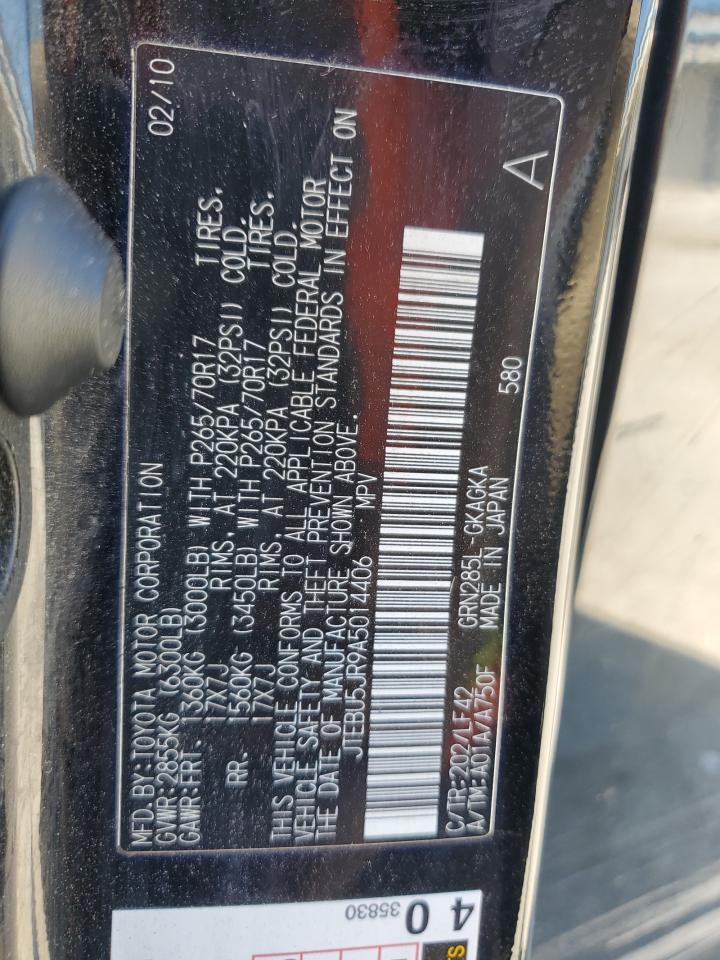 MFD.BY:TOYOTA MOTOR CORPORATION 02/10
GVWR:2855KG (6300LB)
GAWR:FRT. 1360KG (3000LB) WITH P265/70R17 TIRES,
17X7J RIMS, AT 220KPA (32PSI) COLD.
RR. 1560KG (3450LB) WITH P265/70R17 TIRES,
17X7J RIMS, AT 220KPA (32PSI) COLD.
THIS VEHICLE CONFORMS TO ALL APPLICABLE FEDERAL MOTOR
VEHICLE SAFETY AND THEFT PREVENTION STANDARDS IN EFFECT ON
THE DATE OF MANUFACTURE SHOWN ABOVE.
JTEBU5JR9A5014406 MPV
C/TR:202/LF42 GRN285L -GKAGKA
A/TM:A01A/A750F MADE IN JAPAN 580
A
40
35830